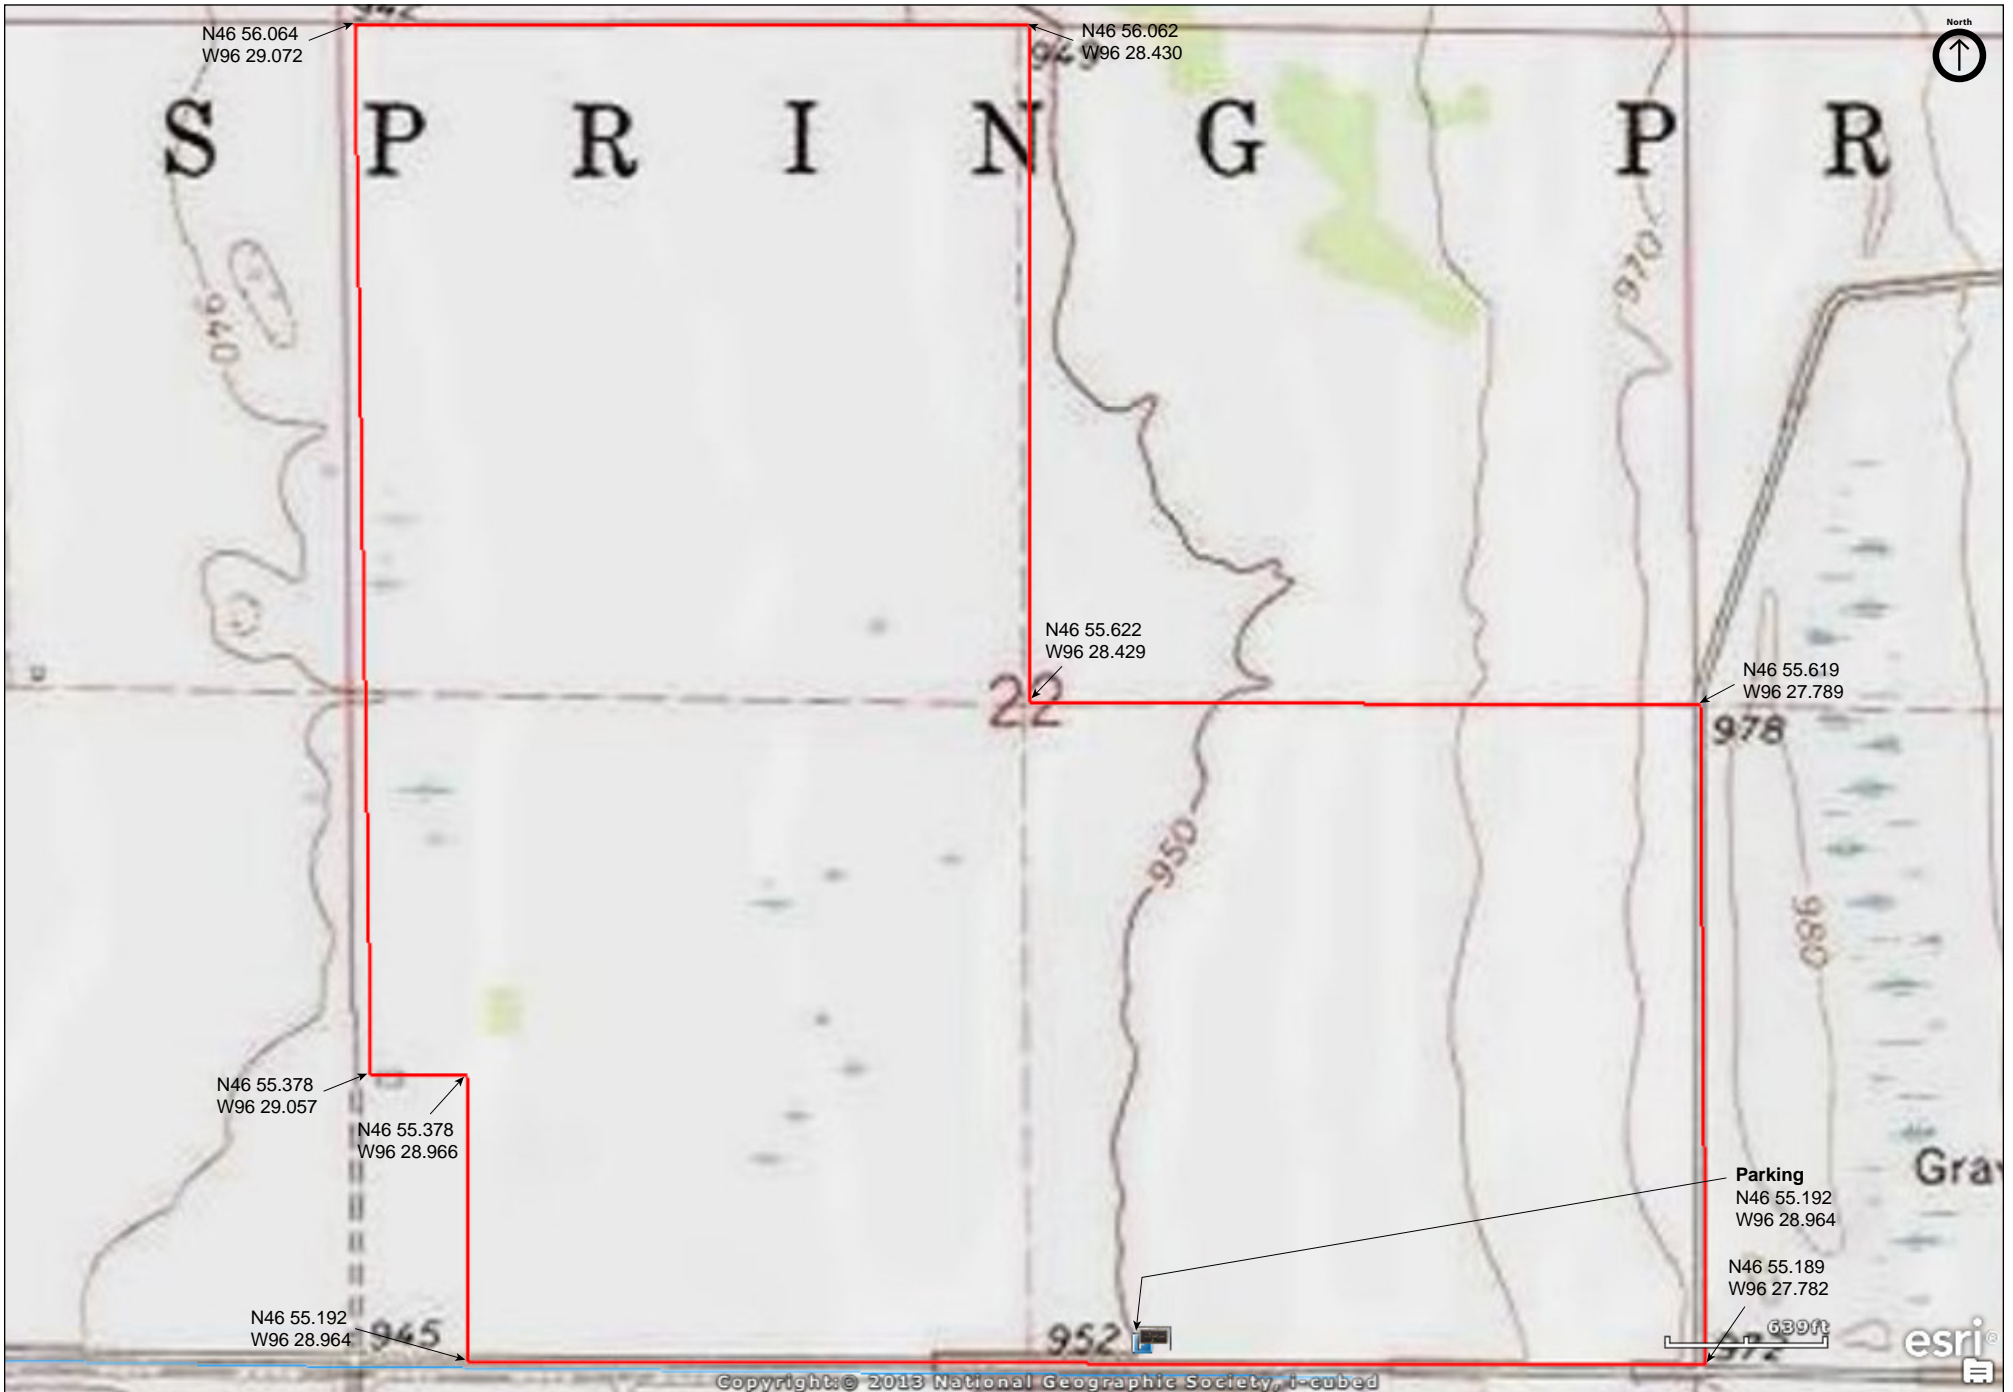 942
N46 56.064
W96 29.072
N46 56.062
W96 28.430
949
North
S P R I N G P R
940
970
N46 55.622
W96 28.429
22
N46 55.619
W96 27.789
978
950
980
N46 55.378
W96 29.057
N46 55.378
W96 28.966
Parking
N46 55.192
W96 28.964
Gra
N46 55.189
W96 27.782
N46 55.192
W96 28.964
945
952
639ft
972
esri
Copyright:© 2013 National Geographic Society, i-cubed